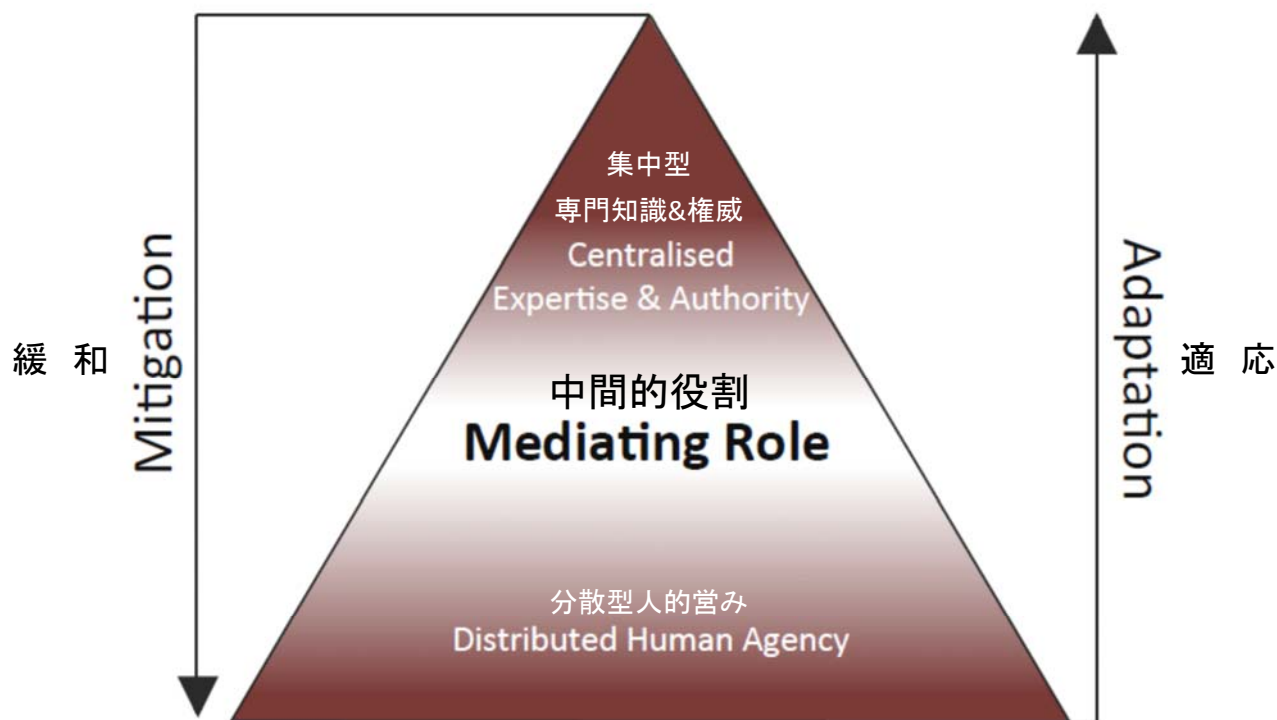 集中型
専門知識&権威
Centralised
Expertise & Authority
緩 和
Mitigation
中間的役割
Mediating Role
Adaptation
適 応
分散型人的営み
Distributed Human Agency